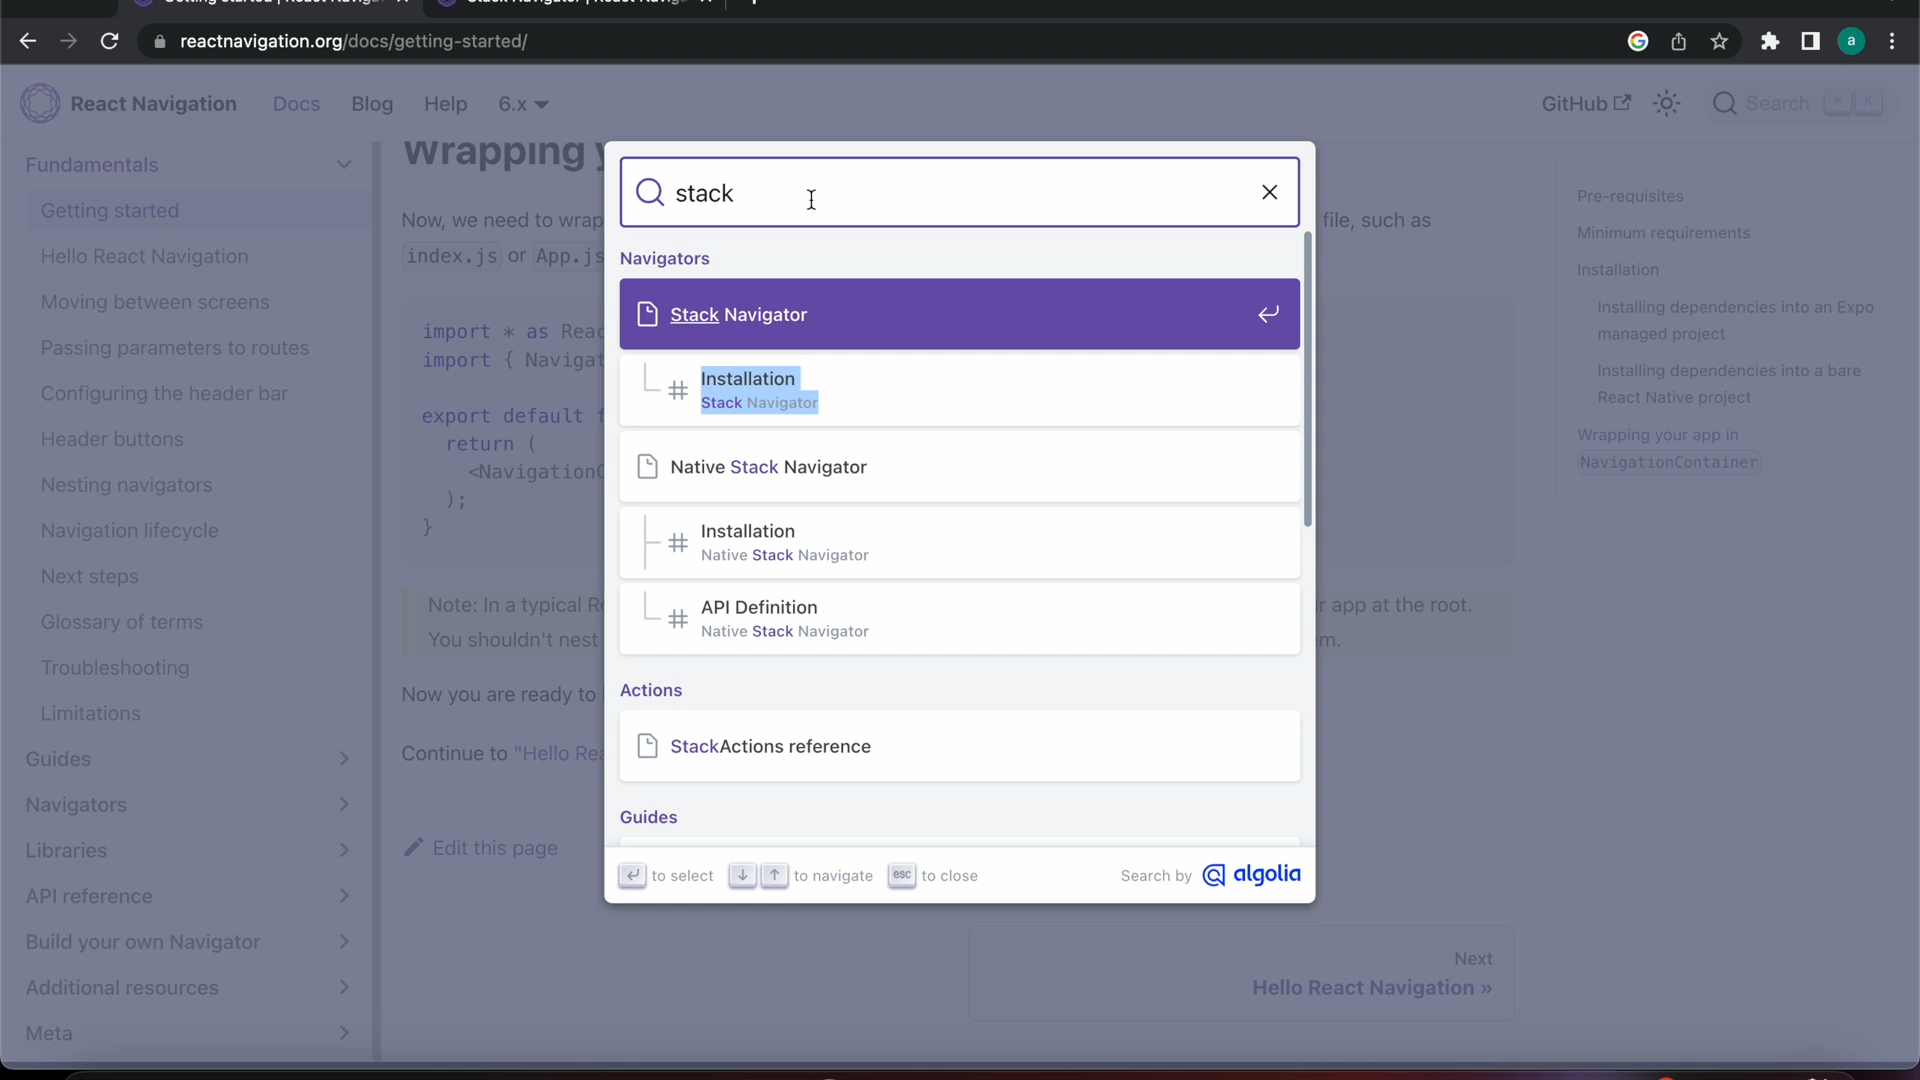 reactnavigation.org/docs/getting-started/
a
React Navigation
Docs
Blog
Help
6.x
GitHub
Search
K
Fundamentals
Getting started
Hello React Navigation
Moving between screens
Passing parameters to routes
Configuring the header bar
Header buttons
Nesting navigators
Navigation lifecycle
Next steps
Glossary of terms
Troubleshooting
Limitations
Guides
Navigators
Libraries
API reference
Build your own Navigator
Additional resources
Meta
Wrapping y
Now, we need to wrap
file, such as
index.js or App.js
import * as Reac
import { Navigat
export default f
return (
<NavigationC
);
}
Note: In a typical Re
r app at the root.
You shouldn't nest
m.
Now you are ready to
Continue to "Hello Rea
Edit this page
Next
Hello React Navigation »
stack
Navigators
Stack Navigator
# Installation
Stack Navigator
Native Stack Navigator
# Installation
Native Stack Navigator
# API Definition
Native Stack Navigator
Actions
StackActions reference
Guides
to select
to navigate
esc to close
Search by algolia
Pre-requisites
Minimum requirements
Installation
Installing dependencies into an Expo
managed project
Installing dependencies into a bare
React Native project
Wrapping your app in
NavigationContainer